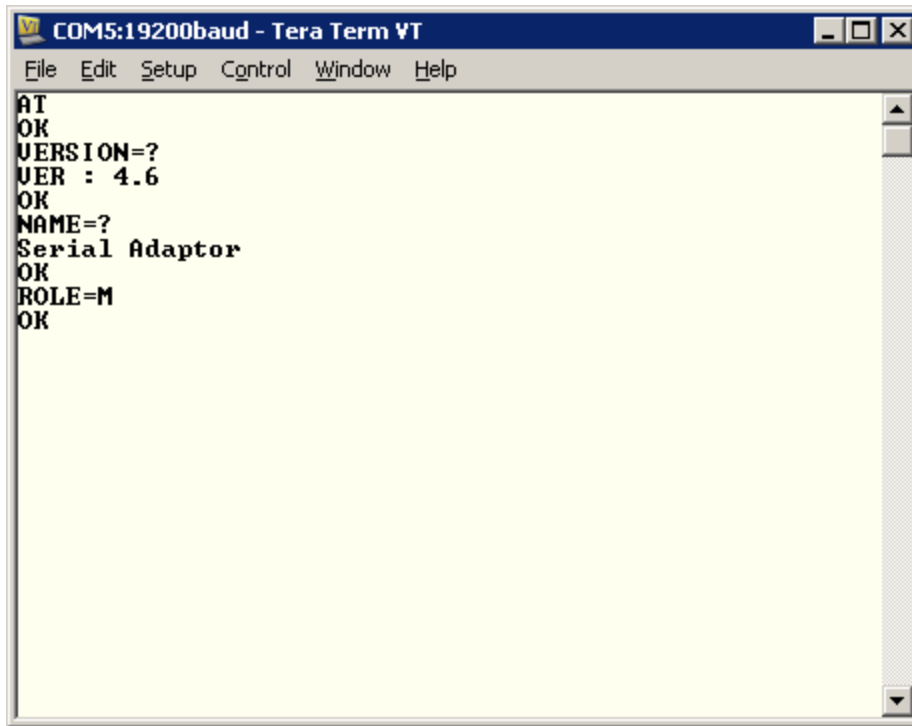 COM5:19200baud - Tera Term VT
File Edit Setup Control Window Help
AT
OK
VERSION=?
VER : 4.6
OK
NAME=?
Serial Adaptor
OK
ROLE=M
OK